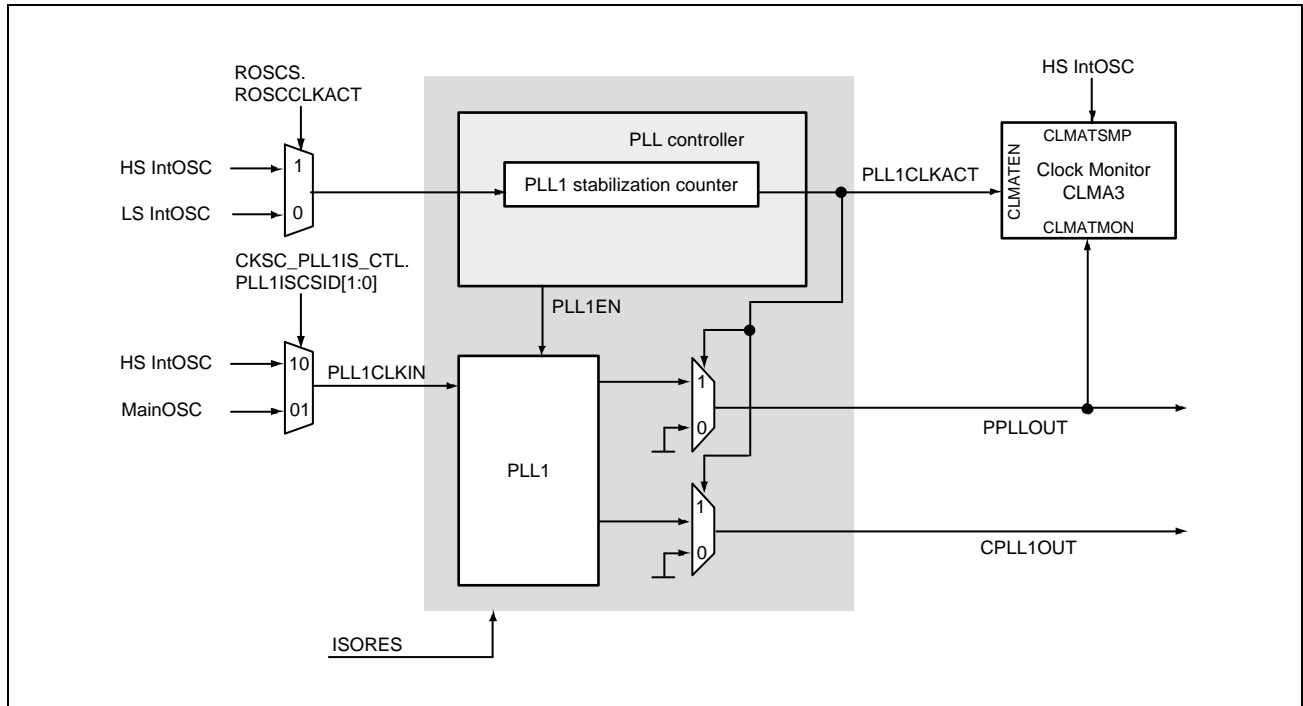 ROSCS.
ROSCCLKACT
HS IntOSC
1
LS IntOSC
0
CKSC_PLL1IS_CTL.
PLL1ISCSID[1:0]
HS IntOSC
10
MainOSC
01
PLL1CLKIN
PLL controller
PLL1 stabilization counter
PLL1EN
PLL1
PLL1CLKACT
HS IntOSC
CLMATSMP
CLMATEN
Clock Monitor
CLMA3
CLMATMON
1
0
PPLLOUT
1
0
CPLL1OUT
ISORES